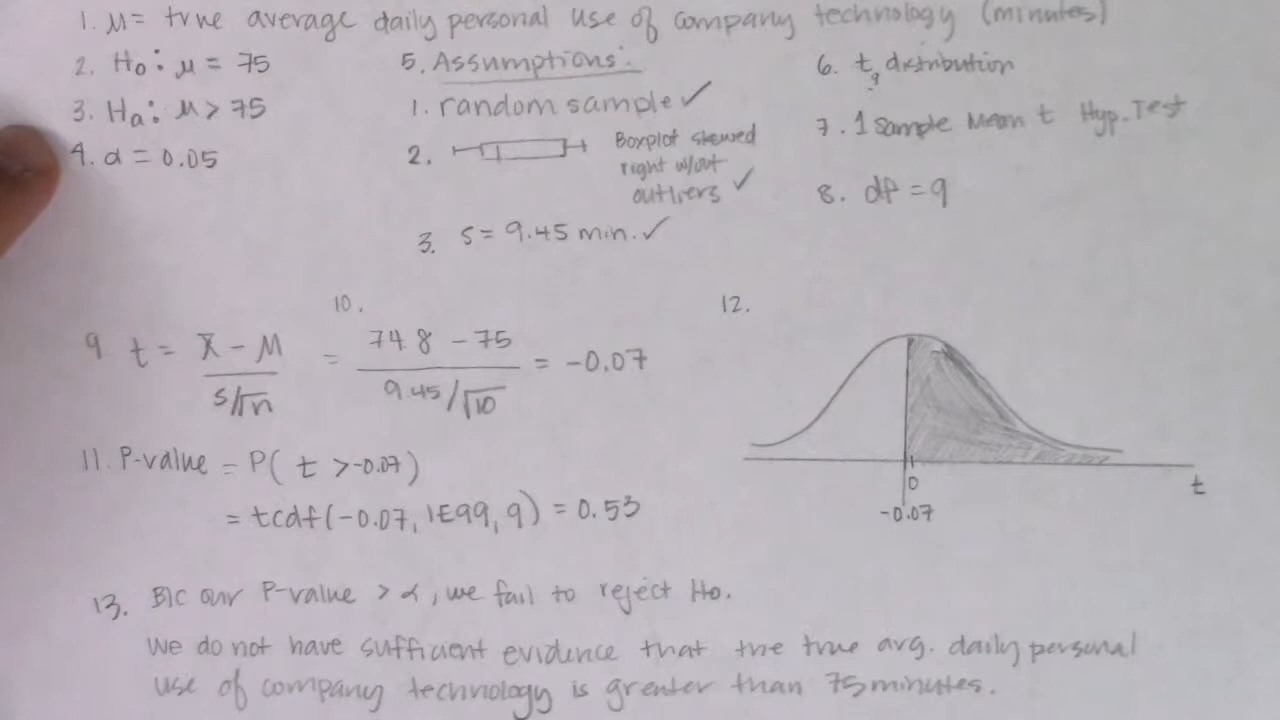 1. μ = true average daily personal use of company technology (minutes)
2. Ho: μ = 75
3. Ha: μ > 75
4. α = 0.05
5. Assumptions:
1. random sample ✓
2. Boxplot skewed
right w/out
outliers ✓
3. s = 9.45 min. ✓
6. t9 distribution
7. 1 sample Mean t Hyp. Test
8. df = 9
9. t = x̄ - μ / s/√n
10. = 74.8 - 75 / 9.45/√10 = -0.07
11. P-value = P( t > -0.07)
= tcdf(-0.07, 1E99, 9) = 0.53
12.
0
t
-0.07
13. B/c our P-value > α, we fail to reject Ho.
We do not have sufficient evidence that the true avg. daily personal
use of company technology is greater than 75 minutes.